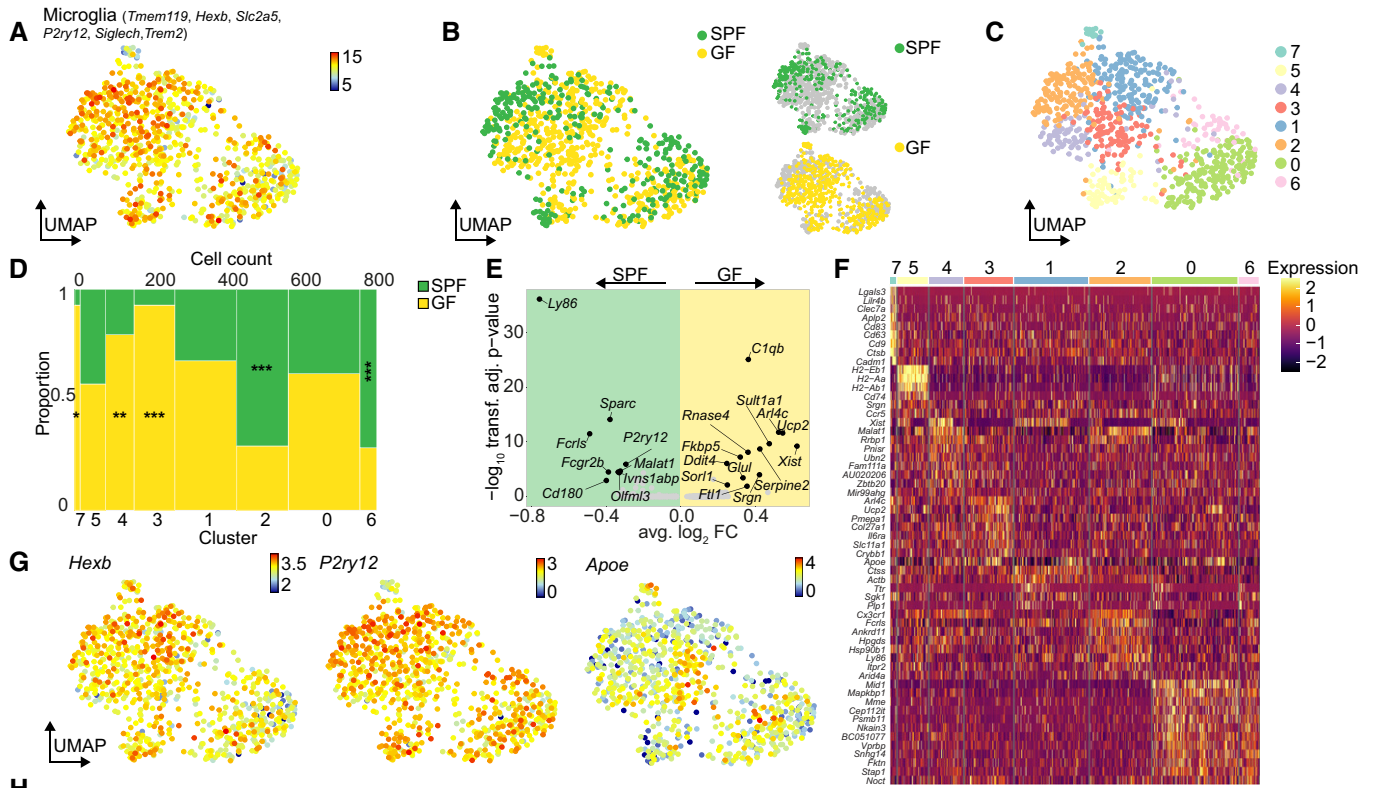 A
Microglia (Tmem119, Hexb, Slc2a5,
P2ry12, Siglech,Trem2)
15
5
UMAP
B
SPF
GF
SPF
GF
UMAP
C
7
5
4
3
1
2
0
6
UMAP
D
Cell count
0 200 400 600 800
SPF
GF
Proportion
1
0.5
0
* ** *** *** ***
7 5 4 3 1 2 0 6
Cluster
E
SPF GF
−log10 transf. adj. p-value
30
20
10
0
Ly86
C1qb
Sparc
Sult1a1
Rnase4
Arl4c
Ucp2
Fcrls
P2ry12
Fkbp5
Fcgr2b
Malat1
Ddit4
Glul
Xist
Ivns1abp
Sorl1
Serpine2
Cd180
Olfml3
Ftl1
Srgn
−0.8 −0.4 0.0 0.4
avg. log2 FC
F
7 5 4 3 1 2 0 6
Expression
2
1
0
−1
−2
Lgals3
Lilr4b
Clec7a
Aplp2
Cd83
Cd63
Cd9
Ctsb
Cadm1
H2−Eb1
H2−Aa
H2−Ab1
Cd74
Srgn
Ccr5
Xist
Malat1
Rrbp1
Pnisr
Ubn2
Fam111a
AU020206
Zbtb20
Mir99ahg
Arl4c
Ucp2
Pmepa1
Col27a1
Il6ra
Slc11a1
Crybb1
Apoe
Ctss
Actb
Ttr
Sgk1
Plp1
Cx3cr1
Fcrls
Ankrd11
Hpgds
Hsp90b1
Ly86
Itpr2
Arid4a
Mid1
Mapkbp1
Mme
Cep112it
Psmb11
Nkain3
BC051077
Vprbp
Snhg14
Fktn
Stap1
Noct
G
Hexb
3.5
2
P2ry12
3
0
Apoe
4
0
UMAP